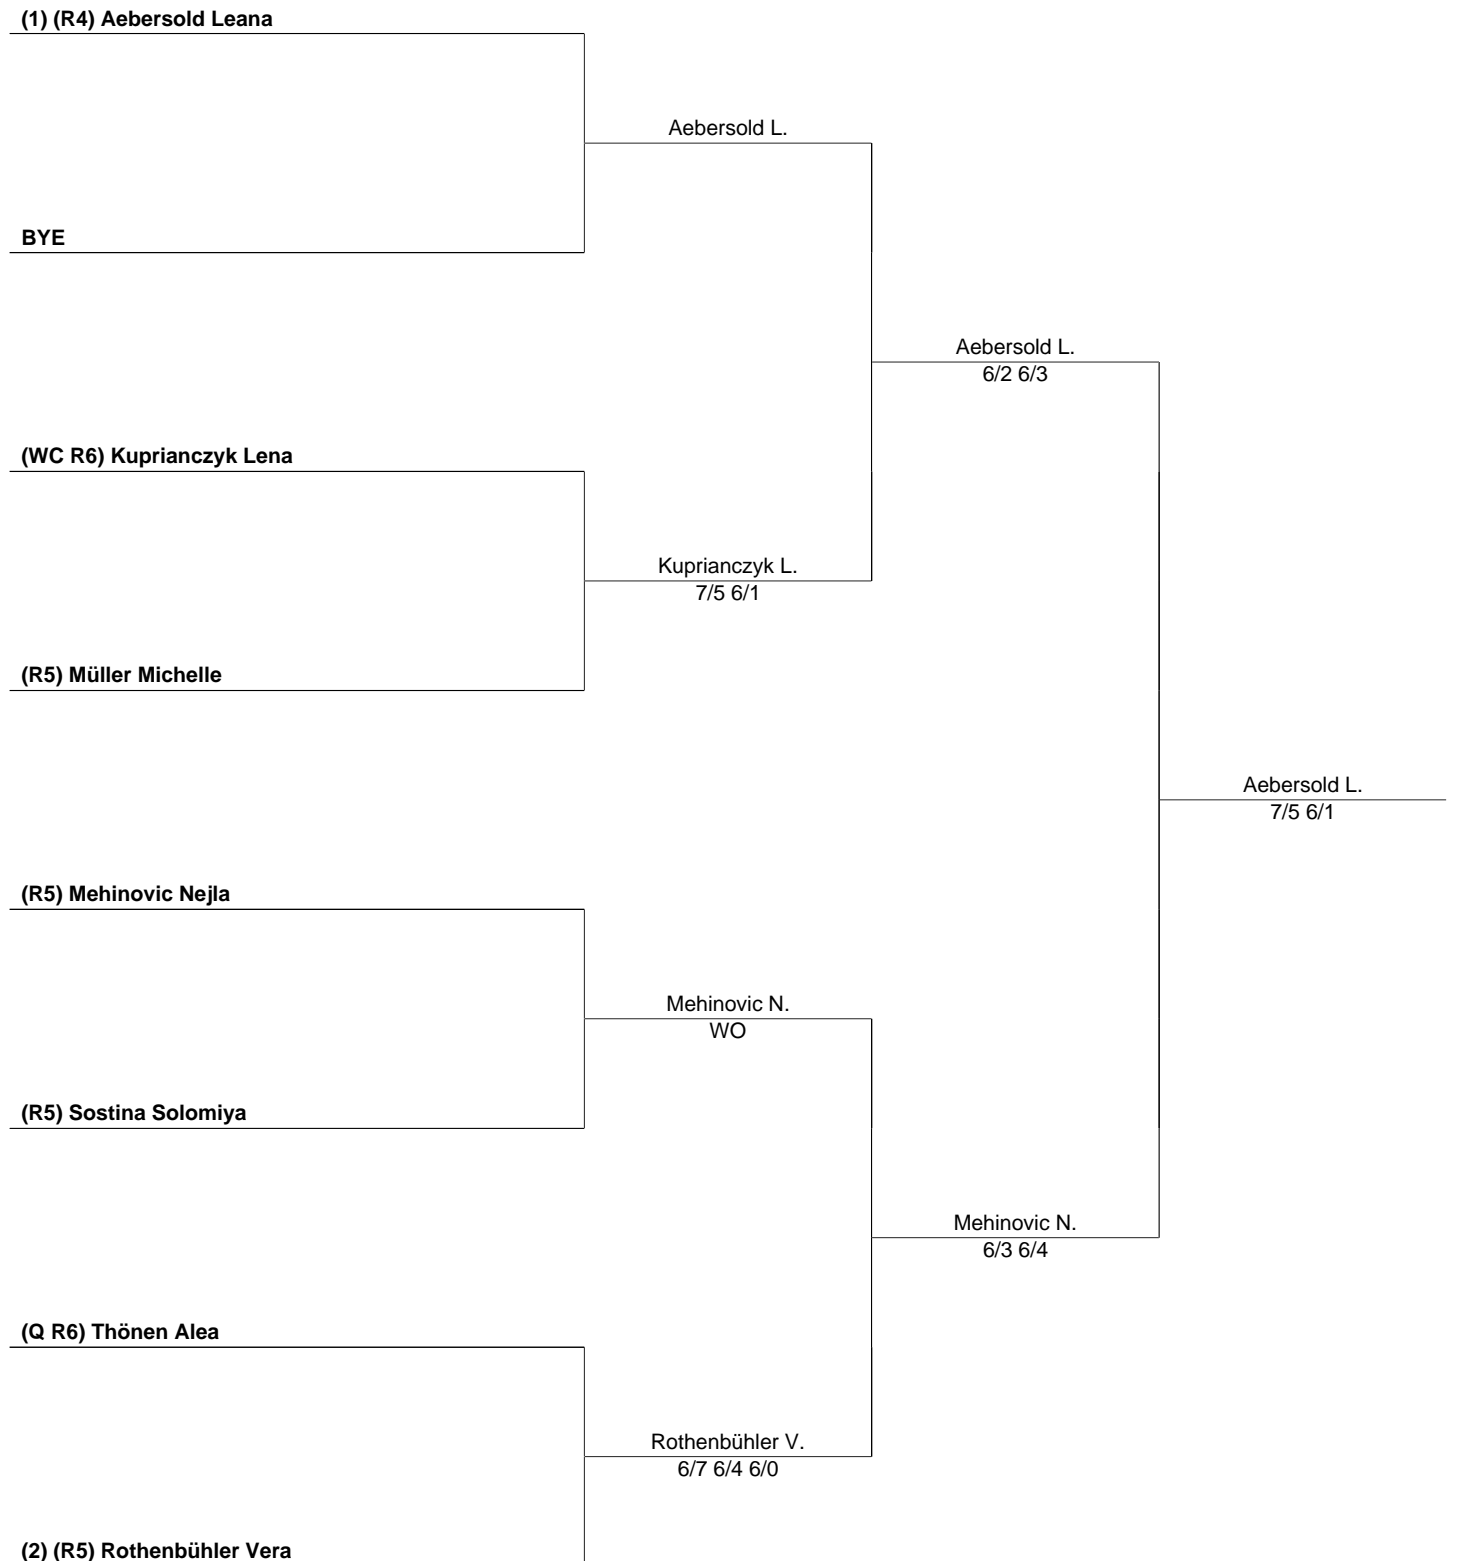 (1) (R4) Aebersold Leana
Aebersold L.
BYE
Aebersold L.
6/2 6/3
(WC R6) Kuprianczyk Lena
Kuprianczyk L.
7/5 6/1
(R5) Müller Michelle
Aebersold L.
7/5 6/1
(R5) Mehinovic Nejla
Mehinovic N.
WO
(R5) Sostina Solomiya
Mehinovic N.
6/3 6/4
(Q R6) Thönen Alea
Rothenbühler V.
6/7 6/4 6/0
(2) (R5) Rothenbühler Vera